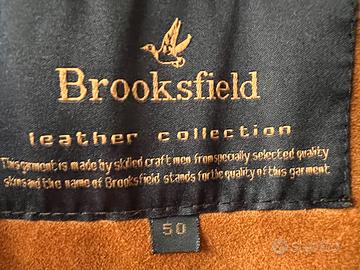 Brooksfield
leather collection
This garment is made by skilled craft men from specially selected quality
skins and the name of Brooksfield stands for the quality of this garment
50
subito